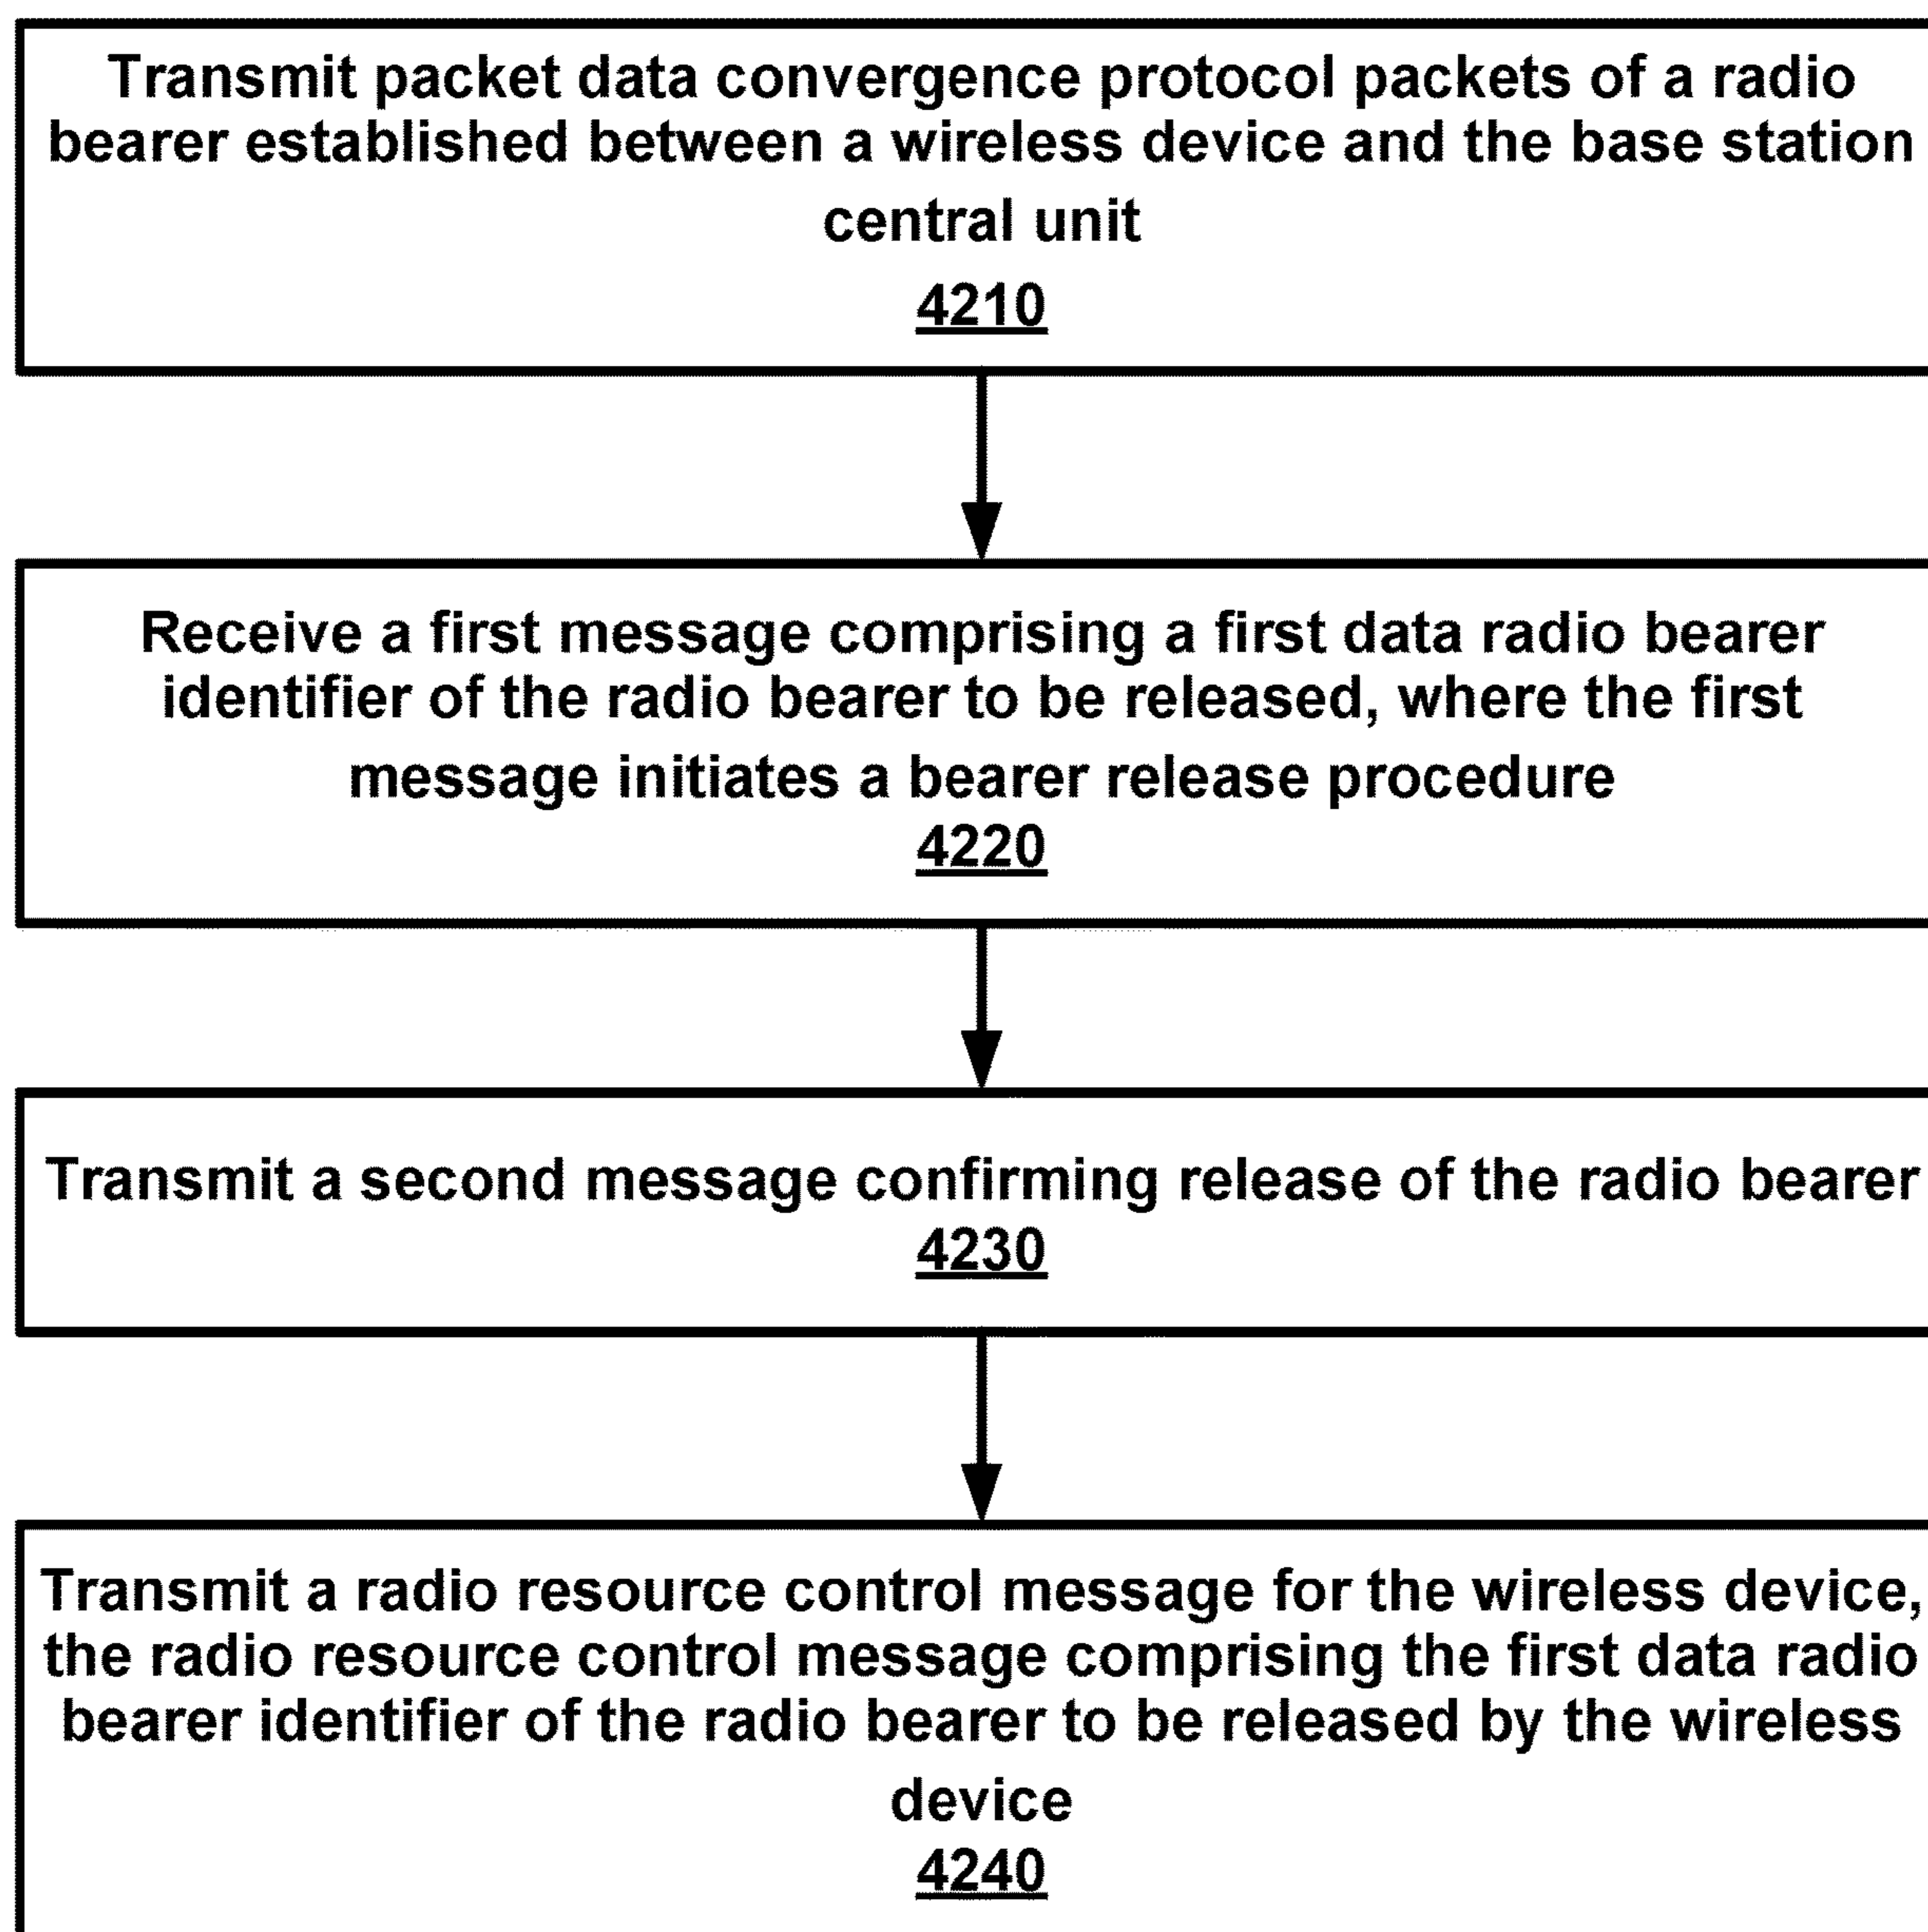 Transmit packet data convergence protocol packets of a radio
bearer established between a wireless device and the base station
central unit
4210
Receive a first message comprising a first data radio bearer
identifier of the radio bearer to be released, where the first
message initiates a bearer release procedure
4220
Transmit a second message confirming release of the radio bearer
4230
Transmit a radio resource control message for the wireless device,
the radio resource control message comprising the first data radio
bearer identifier of the radio bearer to be released by the wireless
device
4240